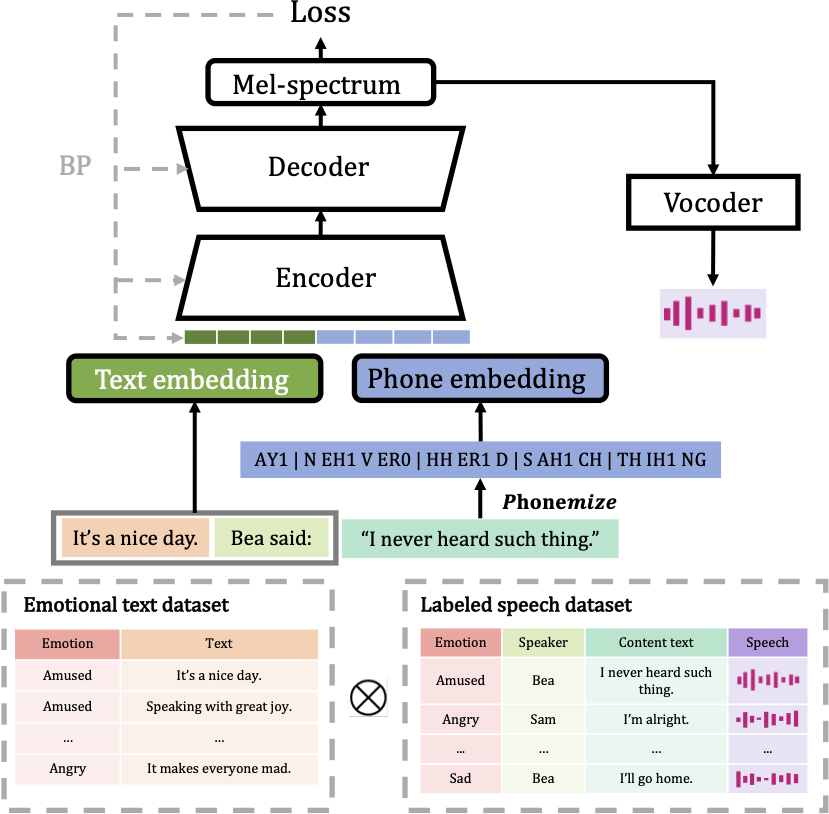 Loss
Mel-spectrum
BP
Decoder
Vocoder
Encoder
Text embedding
Phone embedding
AY1 | N EH1 V ER0 | HH ER1 D | S AH1 CH | TH IH1 NG
Phonemize
It's a nice day.
Bea said:
“I never heard such thing.”
Emotional text dataset
Emotion Text
Amused It's a nice day.
Amused Speaking with great joy.
... ...
Angry It makes everyone mad.
Labeled speech dataset
Emotion Speaker Content text Speech
Amused Bea I never heard such
thing.
Angry Sam I'm alright.
... ... ... ...
Sad Bea I'll go home.